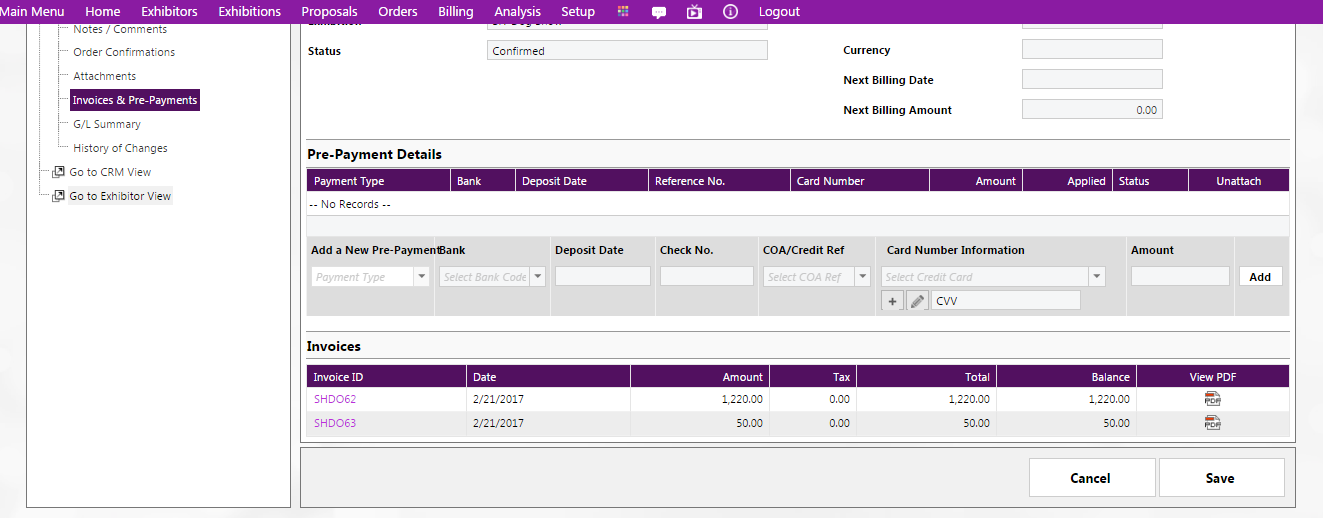 Main Menu Home Exhibitors Exhibitions Proposals Orders Billing Analysis Setup Logout
Notes / Comments
Order Confirmations
Attachments
Invoices & Pre-Payments
G/L Summary
History of Changes
Go to CRM View
Go to Exhibitor View
Status Confirmed
Currency
Next Billing Date
Next Billing Amount 0.00
Pre-Payment Details
Payment Type Bank Deposit Date Reference No. Card Number Amount Applied Status Unattach
-- No Records --
Add a New Pre-Payment Bank Deposit Date Check No. COA/Credit Ref Card Number Information Amount
Payment Type Select Bank Code Select COA Ref Select Credit Card Add
+ CVV
Invoices
Invoice ID Date Amount Tax Total Balance View PDF
SHDO62 2/21/2017 1,220.00 0.00 1,220.00 1,220.00 PDF
SHDO63 2/21/2017 50.00 0.00 50.00 50.00 PDF
Cancel Save